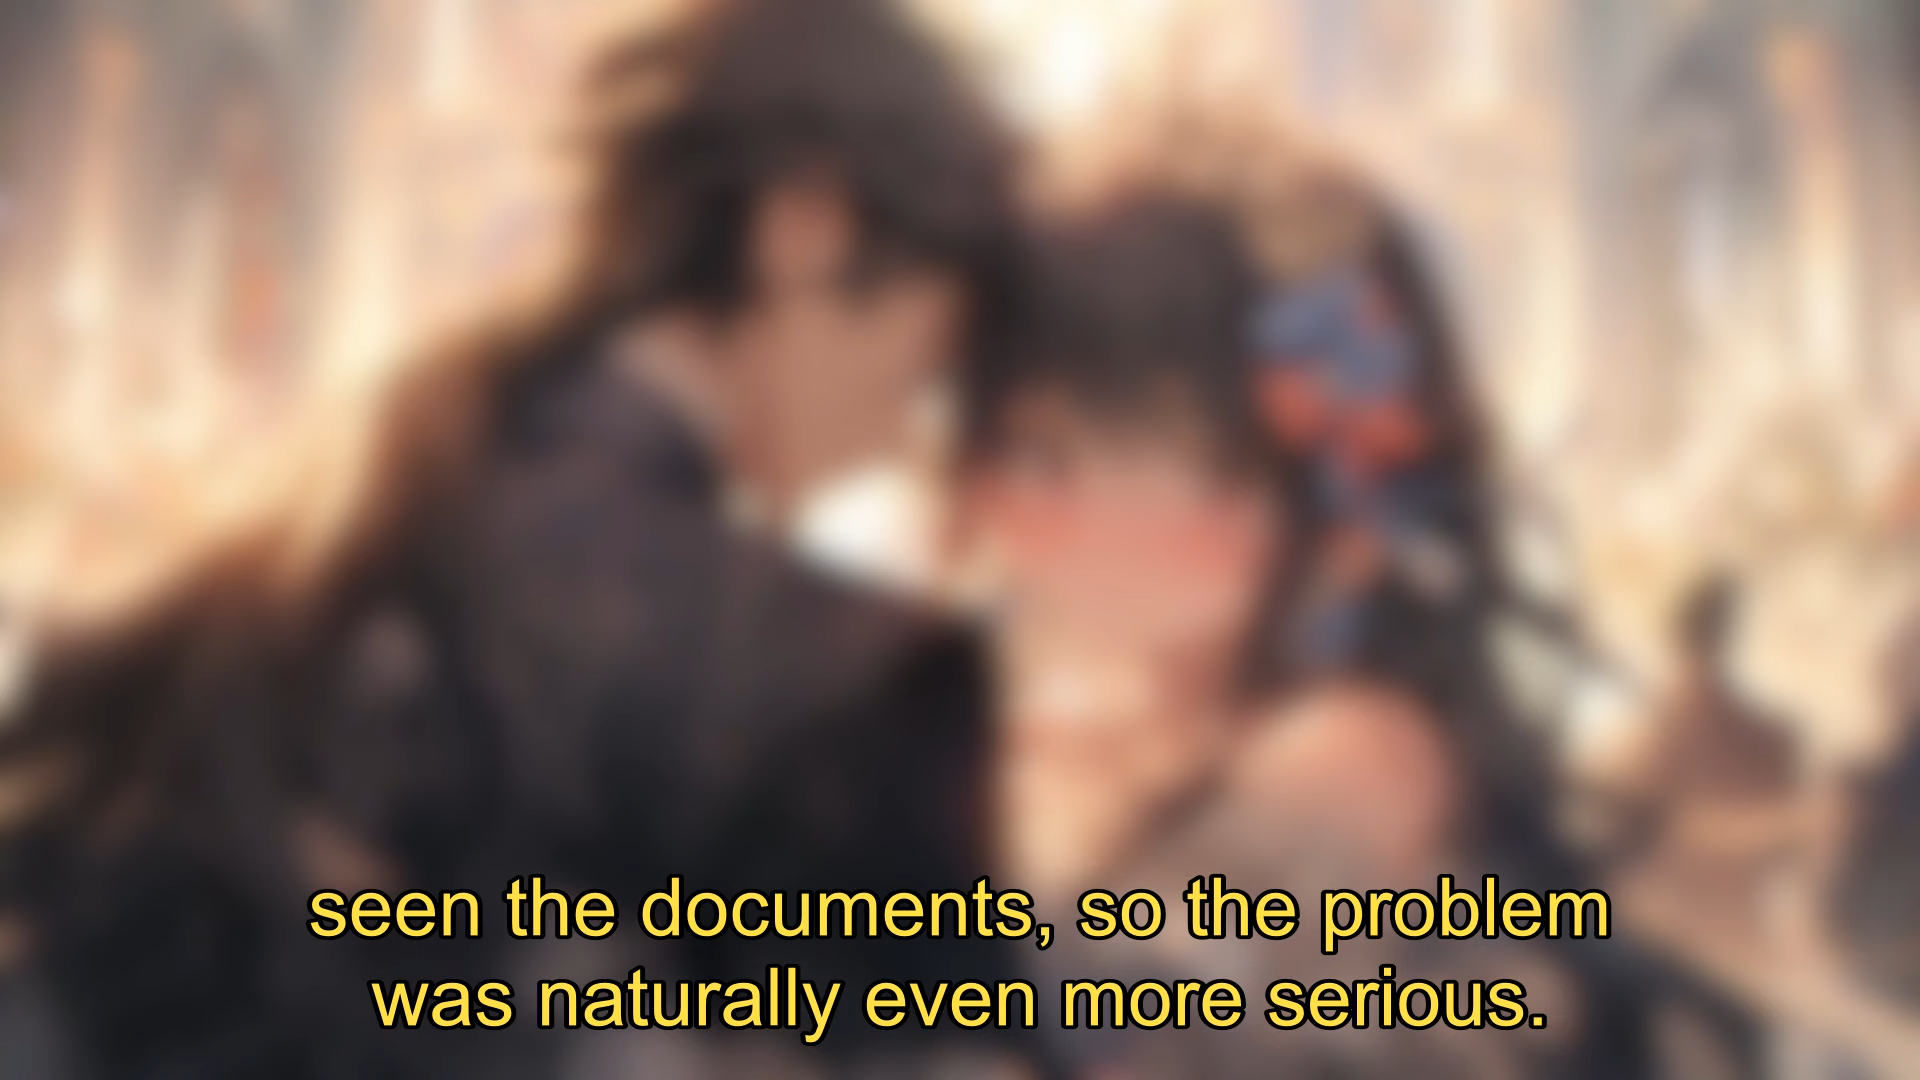 seen the documents, so the problem
was naturally even more serious.